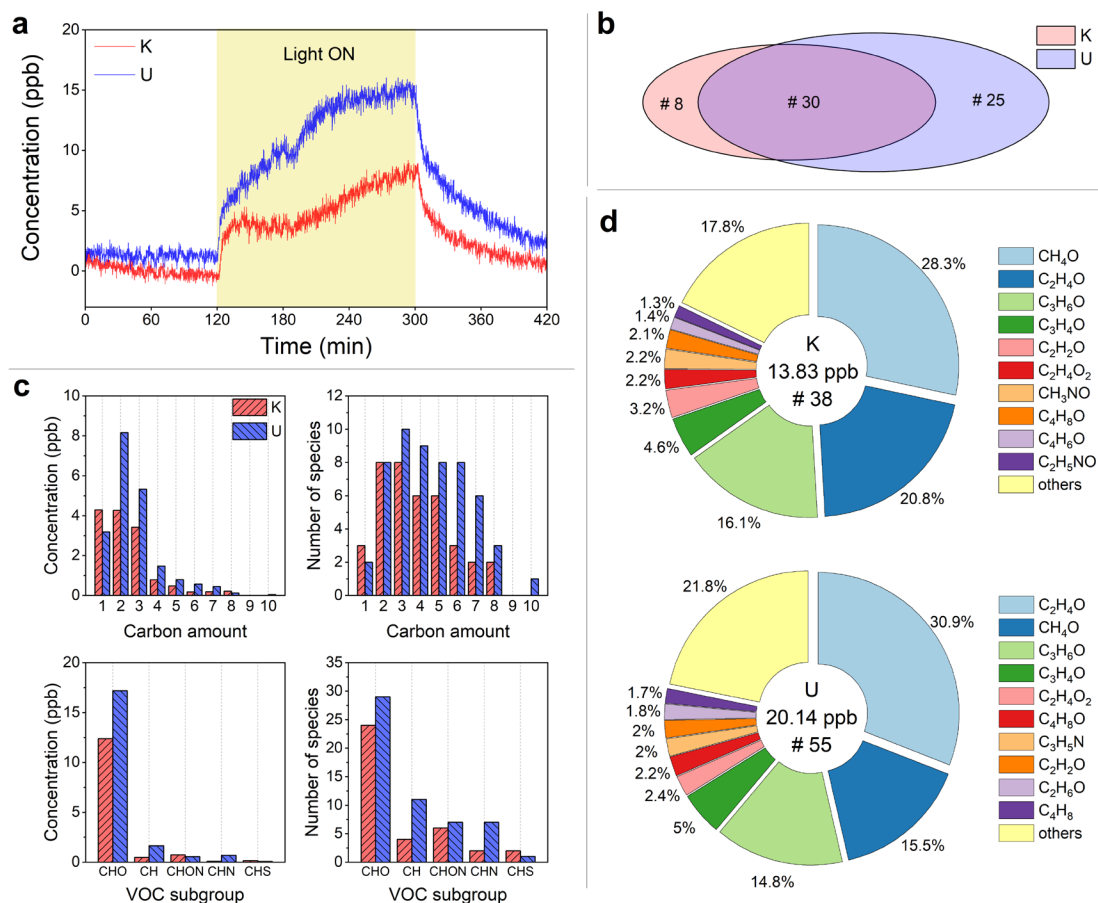 a
Concentration (ppb)
20
15
10
5
0
K
U
Light ON
0
60
120
180
240
300
360
420
Time (min)
b
K
U
# 8
# 30
# 25
c
Concentration (ppb)
10
8
6
4
2
0
K
U
1 2 3 4 5 6 7 8 9 10
Carbon amount
Number of species
12
10
8
6
4
2
0
1 2 3 4 5 6 7 8 9 10
Carbon amount
Concentration (ppb)
20
15
10
5
0
CHO CH CHON CHN CHS
VOC subgroup
Number of species
35
30
25
20
15
10
5
0
CHO CH CHON CHN CHS
VOC subgroup
d
17.8%
28.3%
1.3%
1.4%
2.1%
2.2%
2.2%
3.2%
4.6%
16.1%
20.8%
K
13.83 ppb
# 38
CH₄O
C₂H₄O
C₃H₆O
C₃H₄O
C₂H₂O
C₂H₄O₂
CH₃NO
C₄H₈O
C₄H₆O
C₂H₅NO
others
21.8%
30.9%
1.7%
1.8%
2%
2%
2.2%
2.4%
5%
14.8%
15.5%
U
20.14 ppb
# 55
C₂H₄O
CH₄O
C₃H₆O
C₃H₄O
C₂H₄O₂
C₄H₈O
C₃H₅N
C₂H₂O
C₂H₆O
C₄H₈
others